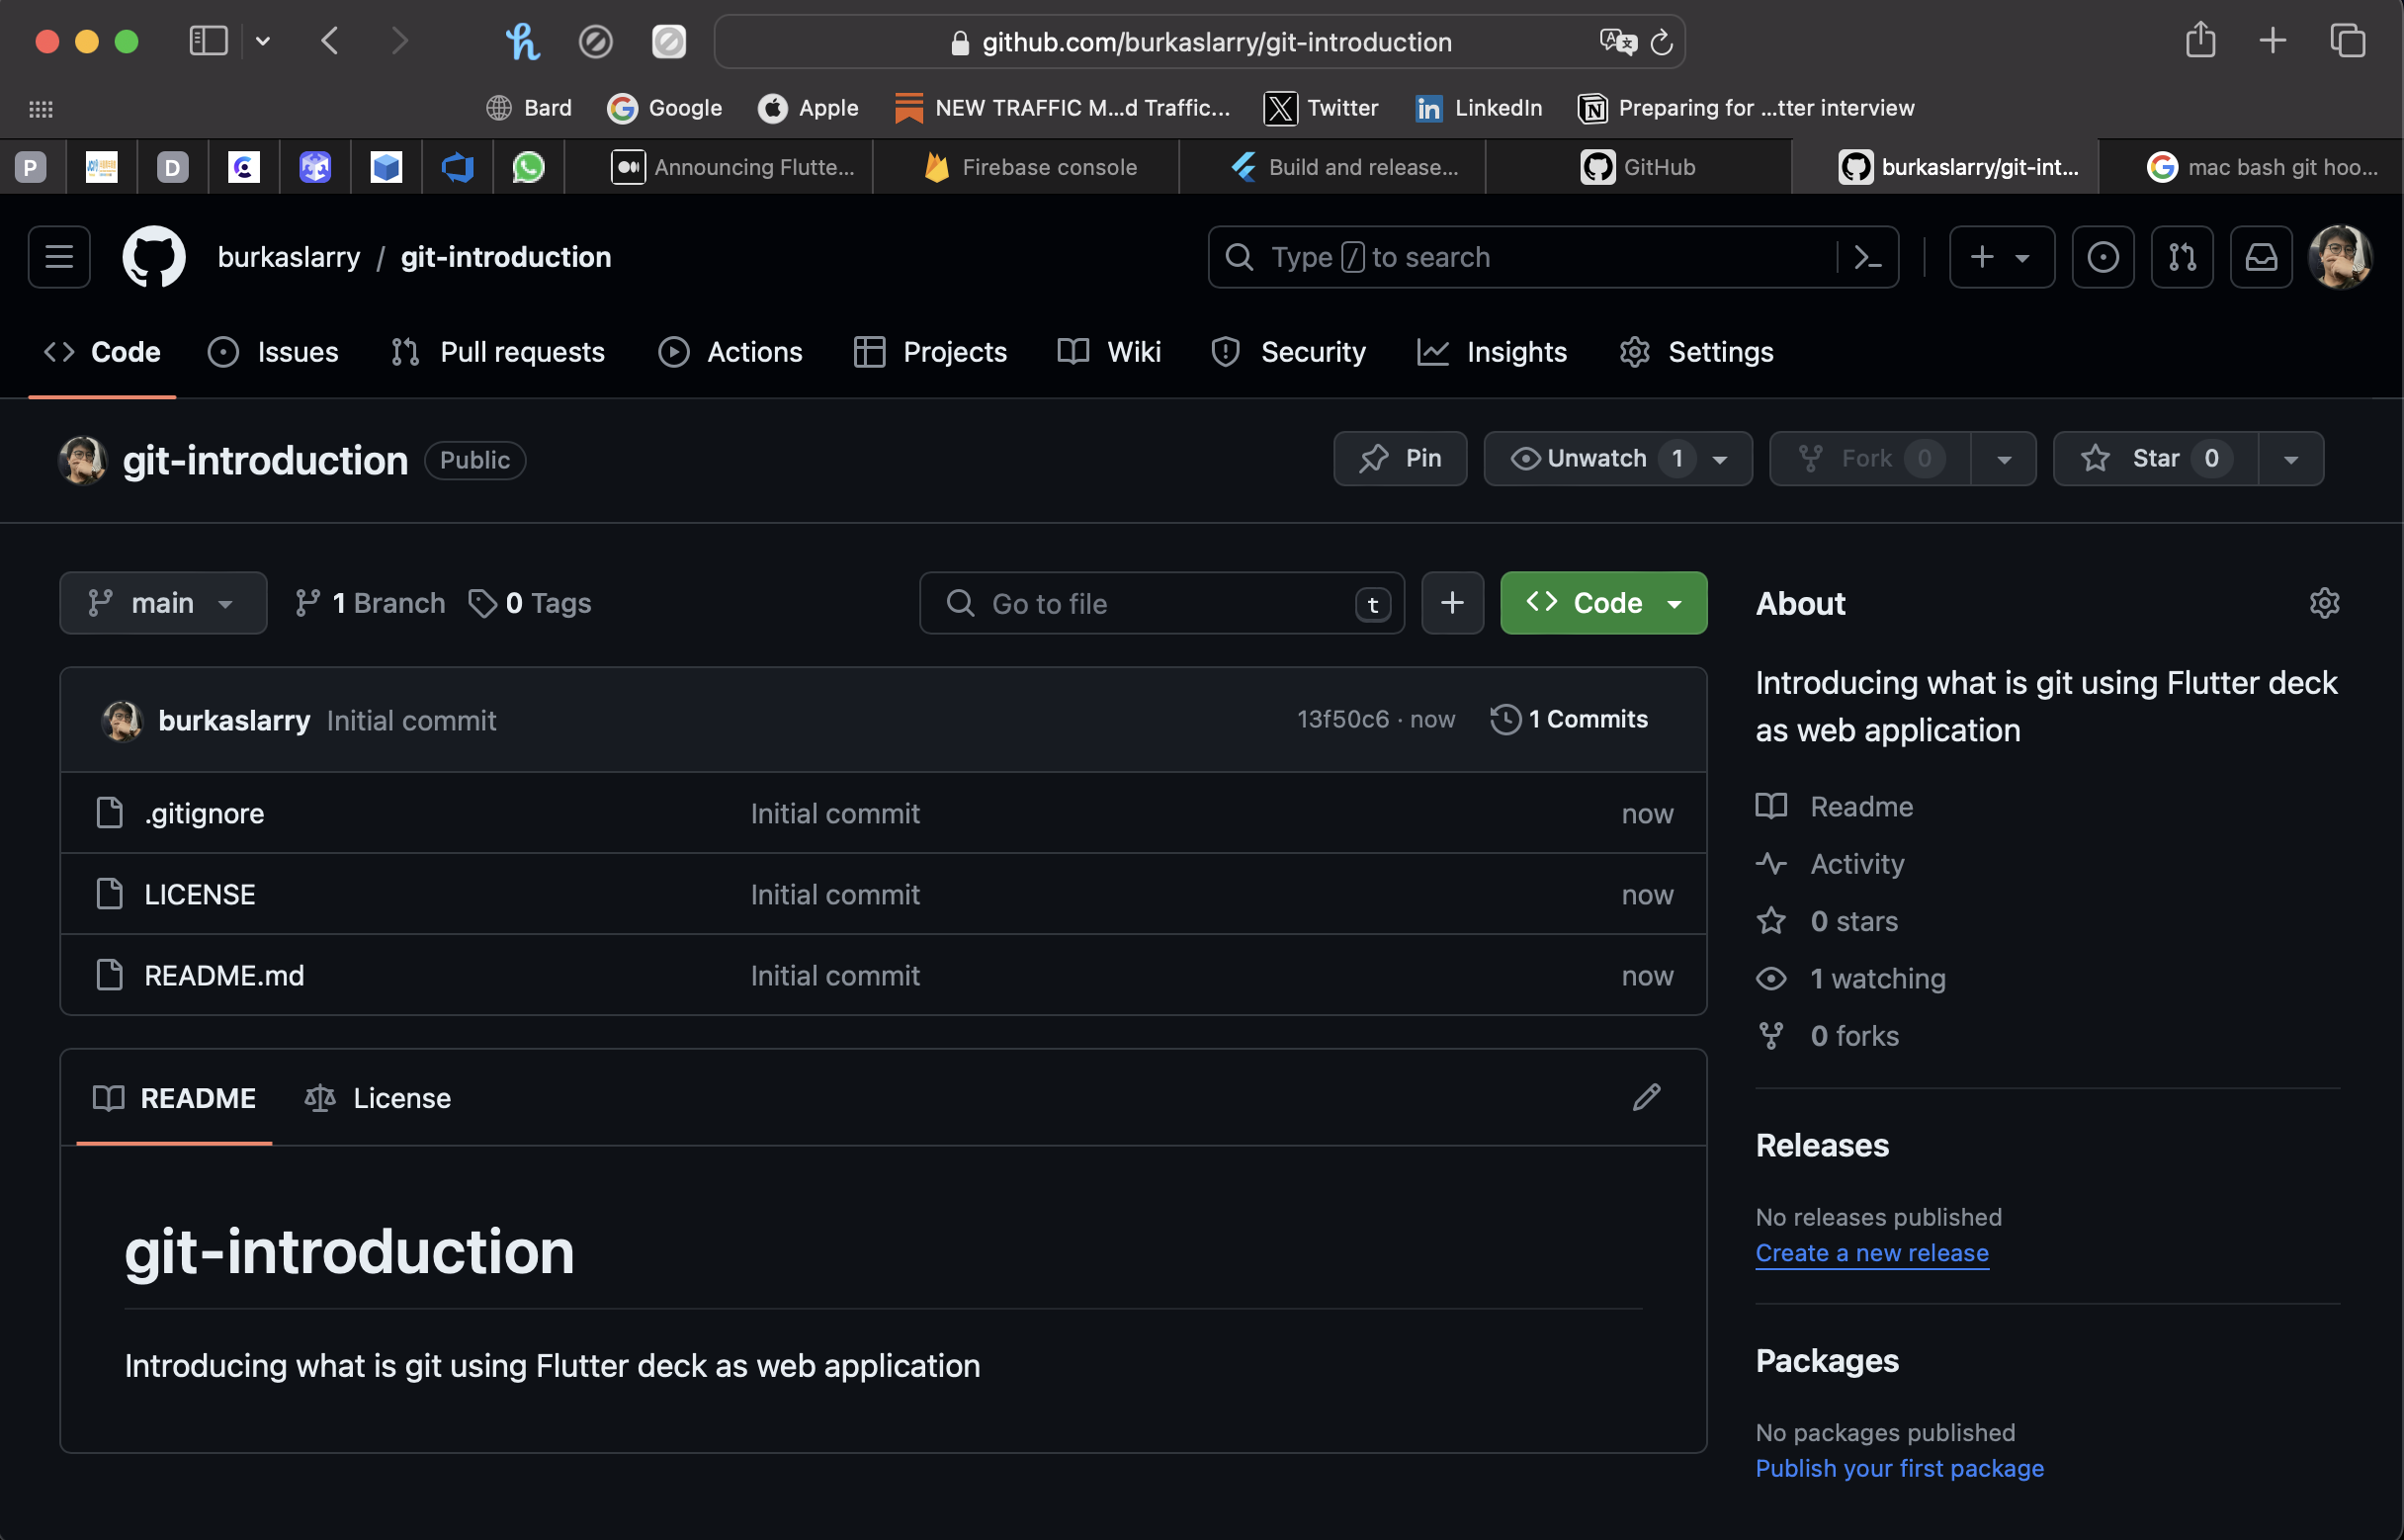 github.com/burkaslarry/git-introduction
Bard Google Apple NEW TRAFFIC M...d Traffic... Twitter LinkedIn Preparing for ...tter interview
P D Announcing Flutte... Firebase console Build and release... GitHub burkaslarry/git-int... mac bash git hoo...
burkaslarry / git-introduction Type / to search
Code Issues Pull requests Actions Projects Wiki Security Insights Settings
git-introduction Public Pin Unwatch 1 Fork 0 Star 0
main 1 Branch 0 Tags Go to file t Code
burkaslarry Initial commit 13f50c6 · now 1 Commits
.gitignore Initial commit now
LICENSE Initial commit now
README.md Initial commit now
README License
git-introduction
Introducing what is git using Flutter deck as web application
About
Introducing what is git using Flutter deck
as web application
Readme
Activity
0 stars
1 watching
0 forks
Releases
No releases published
Create a new release
Packages
No packages published
Publish your first package